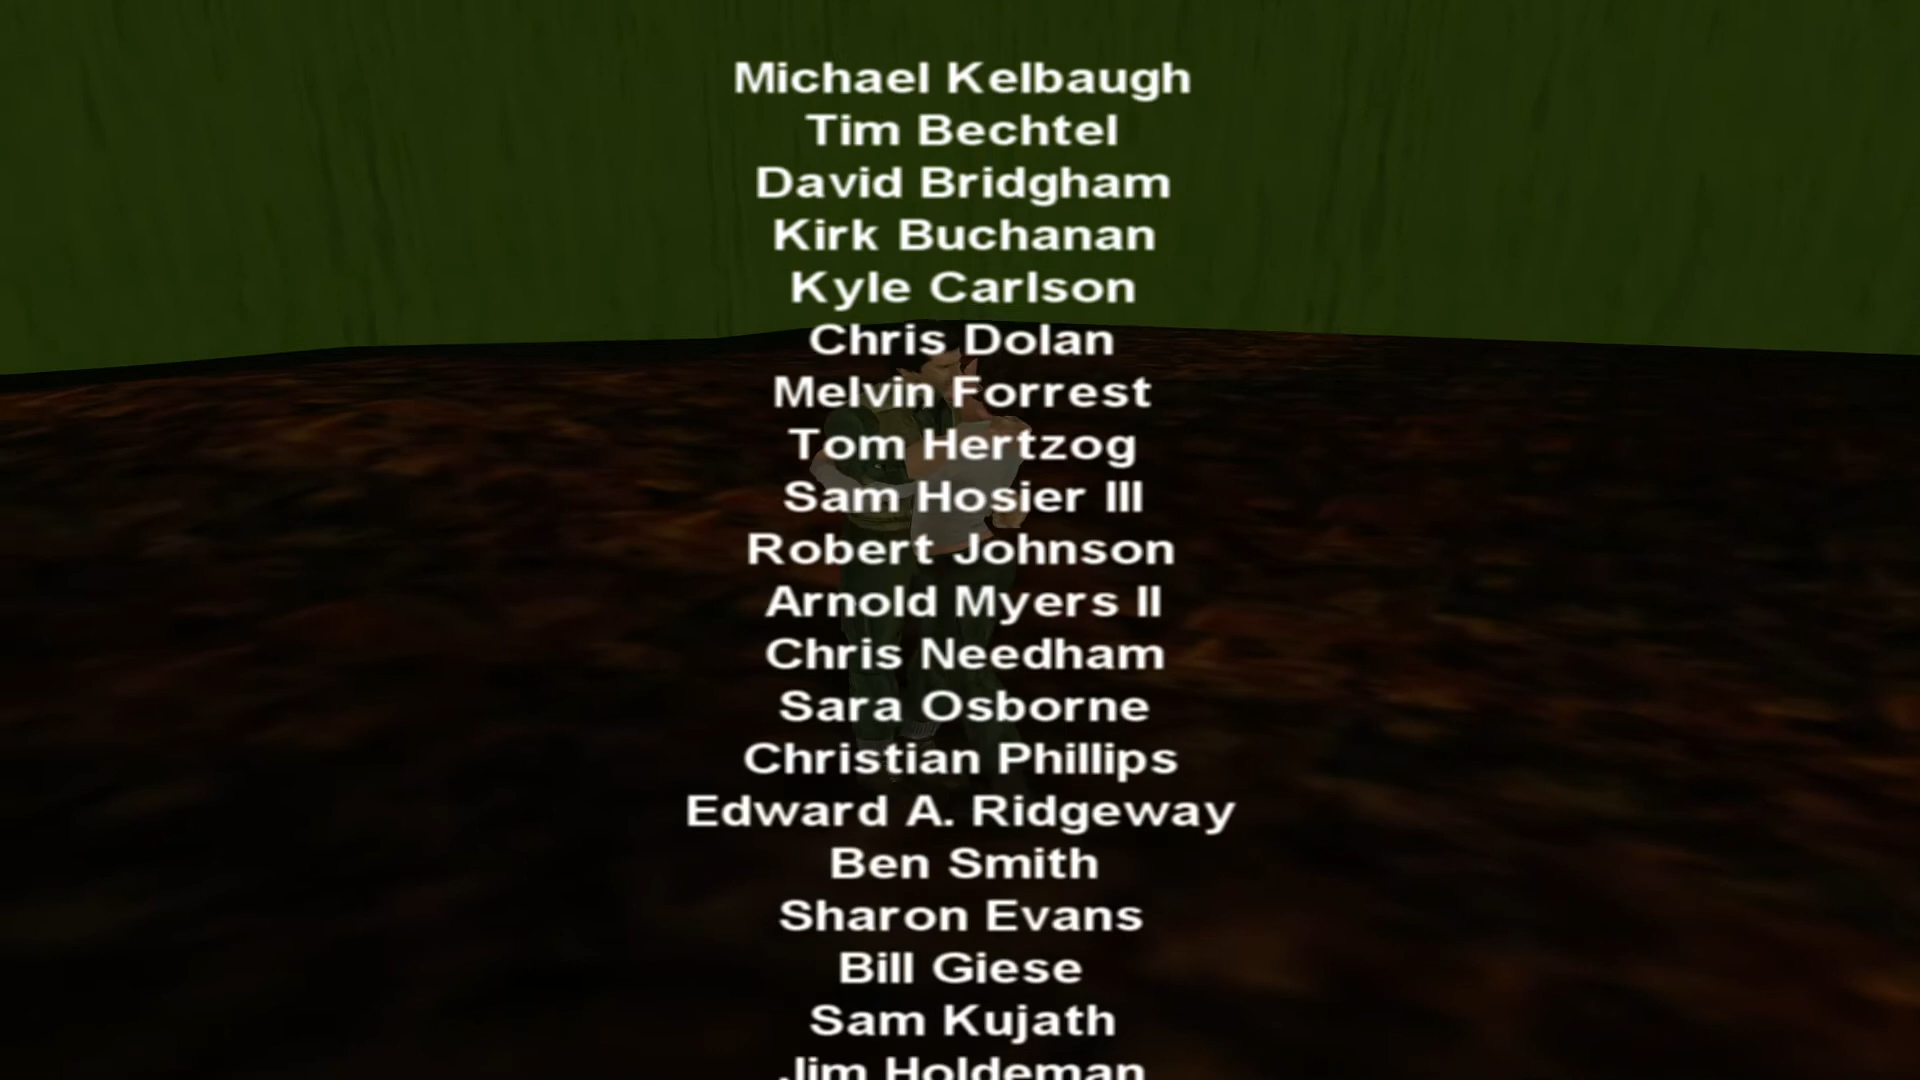 Michael Kelbaugh
Tim Bechtel
David Bridgham
Kirk Buchanan
Kyle Carlson
Chris Dolan
Melvin Forrest
Tom Hertzog
Sam Hosier III
Robert Johnson
Arnold Myers II
Chris Needham
Sara Osborne
Christian Phillips
Edward A. Ridgeway
Ben Smith
Sharon Evans
Bill Giese
Sam Kujath
Jim Holdeman